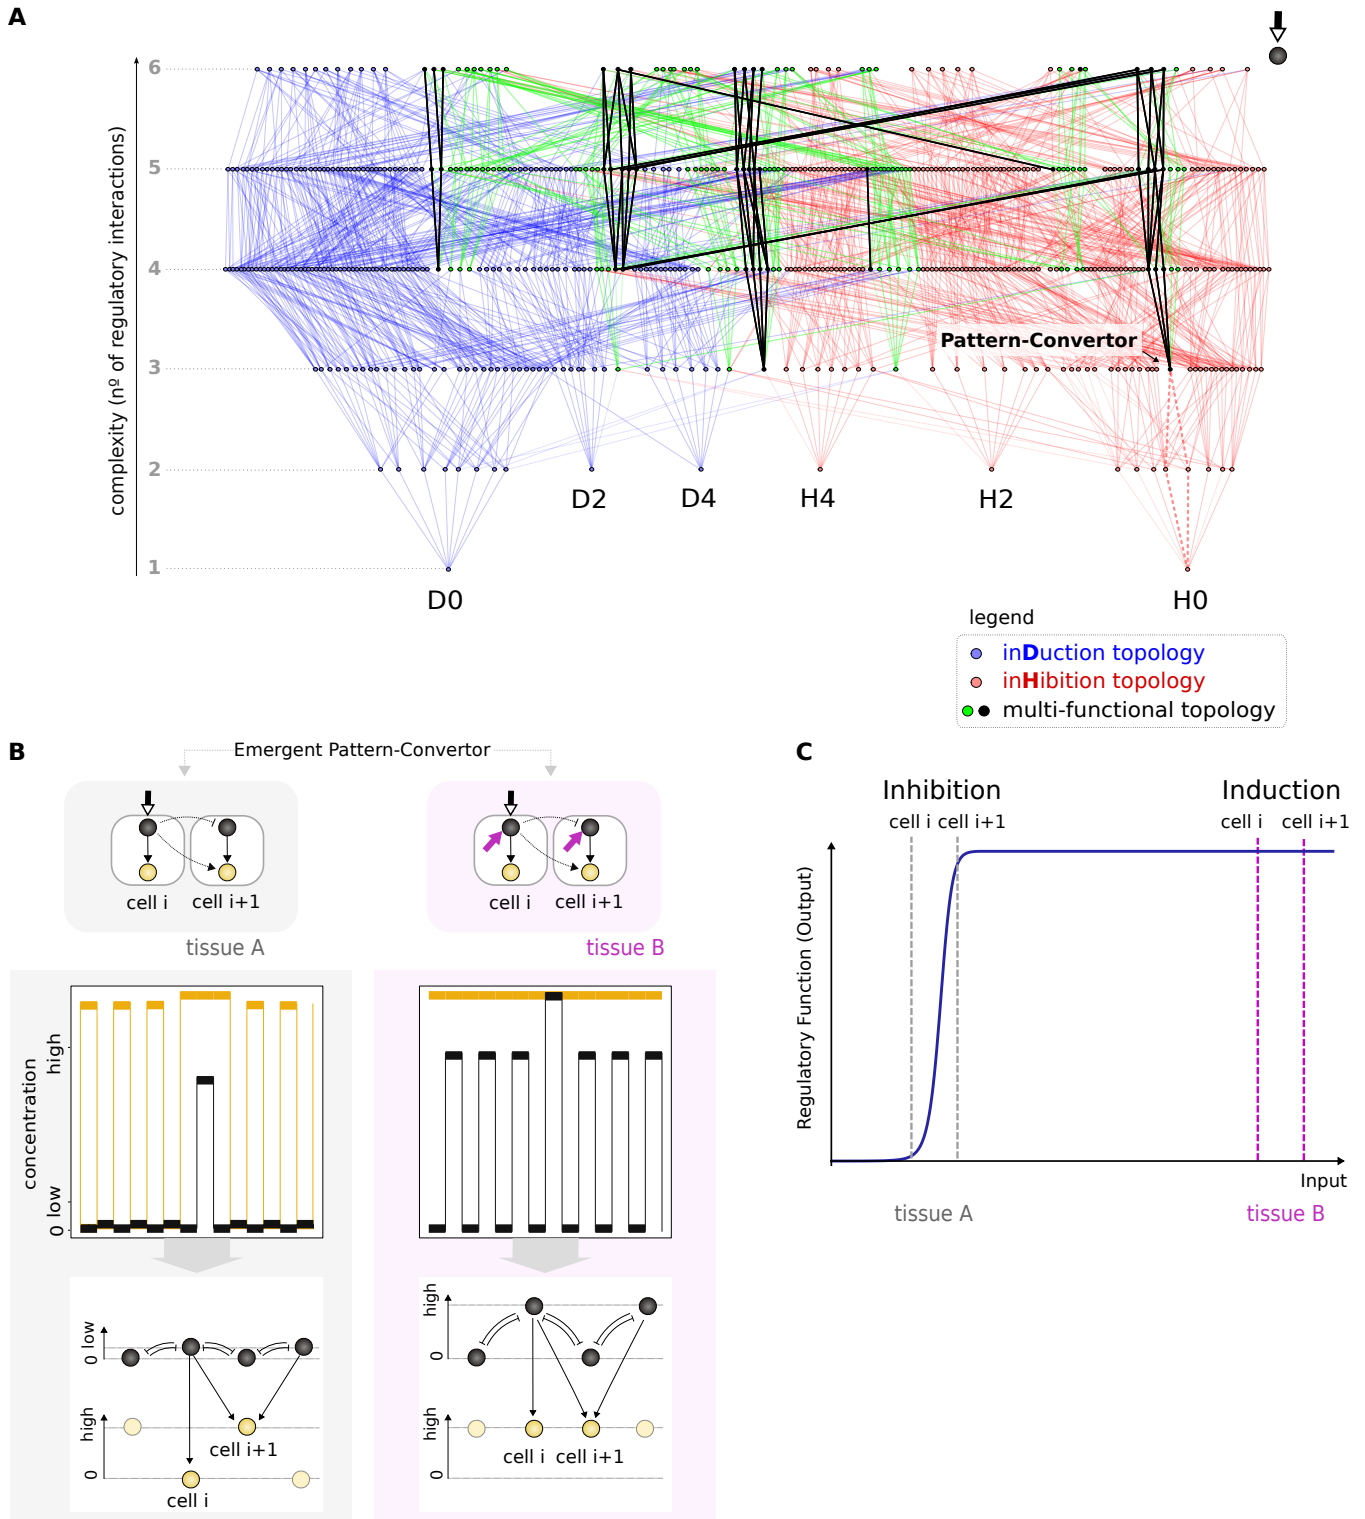 A
6
5
4
3
2
1
complexity (nº of regulatory interactions)
Pattern-Convertor
D2
D4
H4
H2
D0
H0
legend
inDuction topology
inHibition topology
multi-functional topology
B
Emergent Pattern-Convertor
cell i
cell i+1
tissue A
cell i
cell i+1
tissue B
concentration
high
low
0
low
0
high
0
cell i+1
cell i
high
0
high
0
cell i
cell i+1
C
Inhibition
Induction
cell i
cell i+1
cell i
cell i+1
Regulatory Function (Output)
Input
tissue A
tissue B